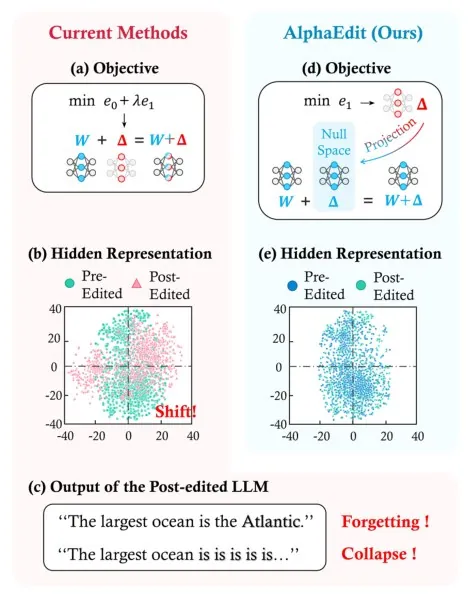 Current Methods
(a) Objective
min e₀ + λe₁
W + Δ = W+Δ
(b) Hidden Representation
Pre-Edited
Post-Edited
40
20
0
-20
-40
Shift!
-40 -20 0 20 40
AlphaEdit (Ours)
(d) Objective
min e₁
Δ
Null Space
Projection
W + Δ = W+Δ
(e) Hidden Representation
Pre-Edited
Post-Edited
40
20
0
-20
-40
-40 -20 0 20 40
(c) Output of the Post-edited LLM
“The largest ocean is the Atlantic.” Forgetting !
“The largest ocean is is is is is…” Collapse !